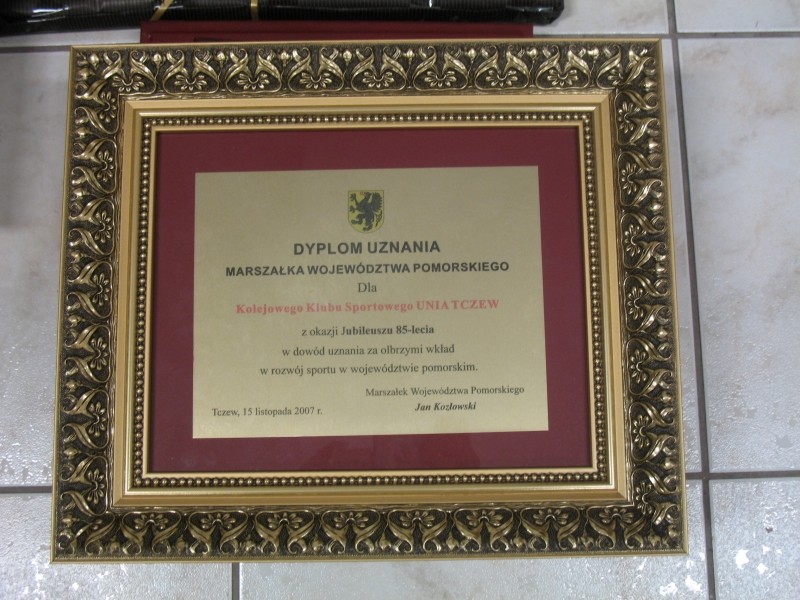 DYPLOM UZNANIA
MARSZAŁKA WOJEWÓDZTWA POMORSKIEGO
Dla
Kolejowego Klubu Sportowego UNIA TCZEW
z okazji Jubileuszu 85-lecia
w dowód uznania za olbrzymi wkład
w rozwój sportu w województwie pomorskim.
Marszałek Województwa Pomorskiego
Jan Kozłowski
Tczew, 15 listopada 2007 r.